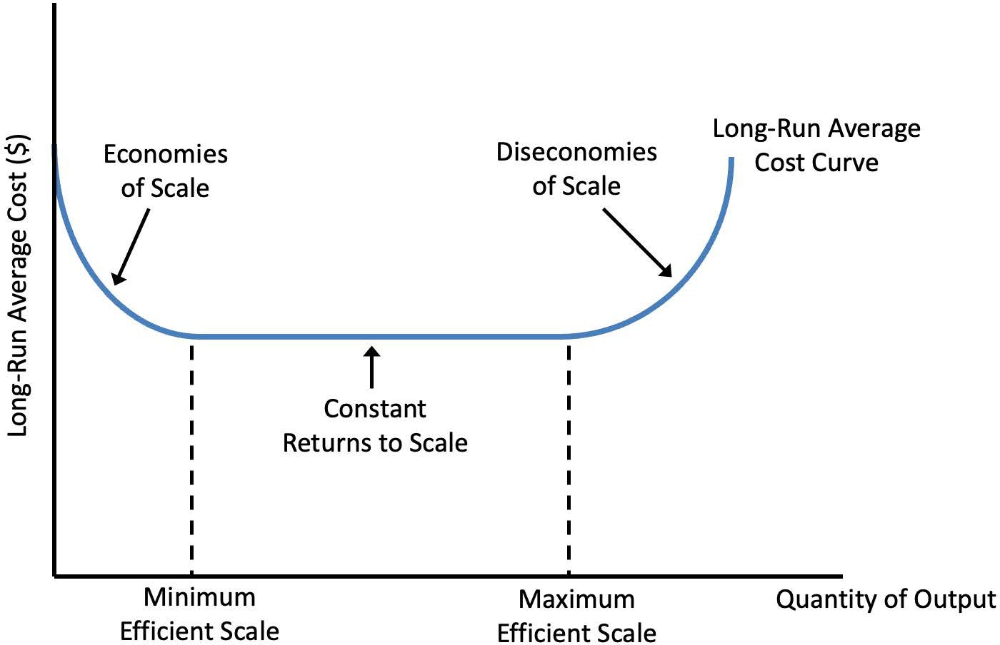 Long-Run Average Cost ($)
Economies
of Scale
Diseconomies
of Scale
Long-Run Average
Cost Curve
Constant
Returns to Scale
Minimum
Efficient Scale
Maximum
Efficient Scale
Quantity of Output